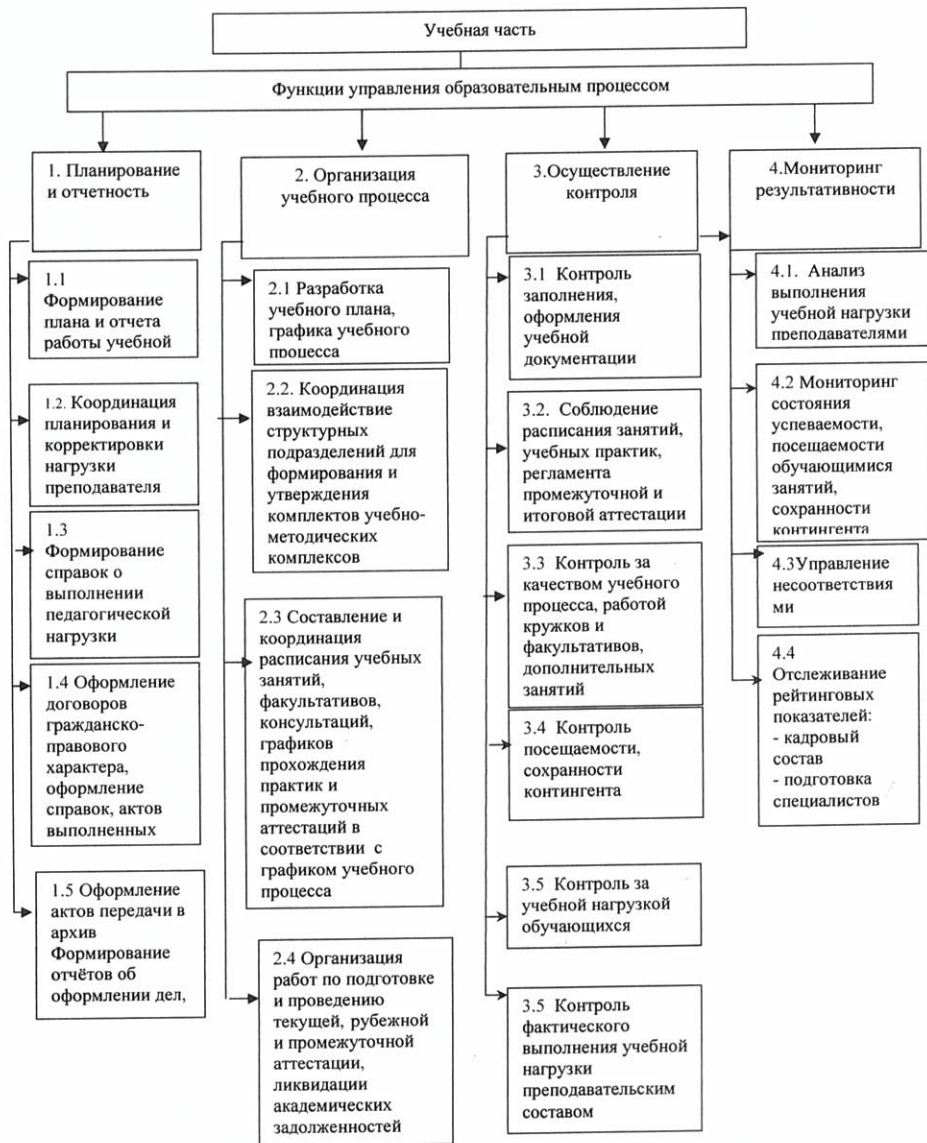 Учебная часть
Функции управления образовательным процессом
1. Планирование
и отчетность
1.1
Формирование
плана и отчета
работы учебной
1.2. Координация
планирования и
корректировки
нагрузки
преподавателя
1.3
Формирование
справок о
выполнении
педагогической
нагрузки
1.4 Оформление
договоров
гражданско-
правового
характера,
оформление
справок, актов
выполненных
1.5 Оформление
актов передачи в
архив
Формирование
отчётов об
оформлении дел,
2. Организация
учебного процесса
2.1 Разработка
учебного плана,
графика учебного
процесса
2.2. Координация
взаимодействие
структурных
подразделений для
формирования и
утверждения
комплектов учебно-
методических
комплексов
2.3 Составление и
координация
расписания учебных
занятий,
факультативов,
консультаций,
графиков
прохождения
практик и
промежуточных
аттестаций в
соответствии с
графиком учебного
процесса
2.4 Организация
работ по подготовке
и проведению
текущей, рубежной
и промежуточной
аттестации,
ликвидации
академических
задолженностей
3.Осуществление
контроля
3.1 Контроль
заполнения,
оформления
учебной
документации
3.2. Соблюдение
расписания занятий,
учебных практик,
регламента
промежуточной и
итоговой аттестации
3.3 Контроль за
качеством учебного
процесса, работой
кружков и
факультативов,
дополнительных
занятий
3.4 Контроль
посещаемости,
сохранности
контингента
3.5 Контроль за
учебной нагрузкой
обучающихся
3.5 Контроль
фактического
выполнения учебной
нагрузки
преподавательским
составом
4.Мониторинг
результативности
4.1. Анализ
выполнения
учебной нагрузки
преподавателями
4.2 Мониторинг
состояния
успеваемости,
посещаемости
обучающимися
занятий,
сохранности
контингента
4.3Управление
несоответствия
ми
4.4
Отслеживание
рейтинговых
показателей:
- кадровый
состав
- подготовка
специалистов